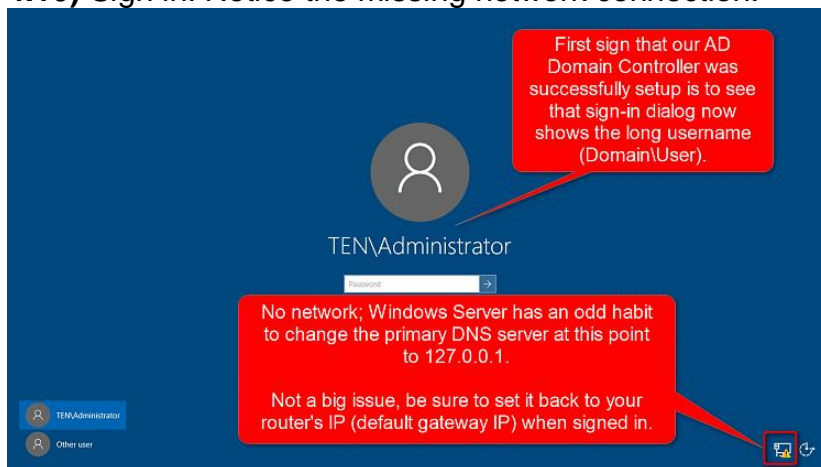 First sign that our AD
Domain Controller was
successfully setup is to see
that sign-in dialog now
shows the long username
(Domain\User).
TEN\Administrator
Password
No network; Windows Server has an odd habit
to change the primary DNS server at this point
to 127.0.0.1.
Not a big issue, be sure to set it back to your
router's IP (default gateway IP) when signed in.
TEN\Administrator
Other user